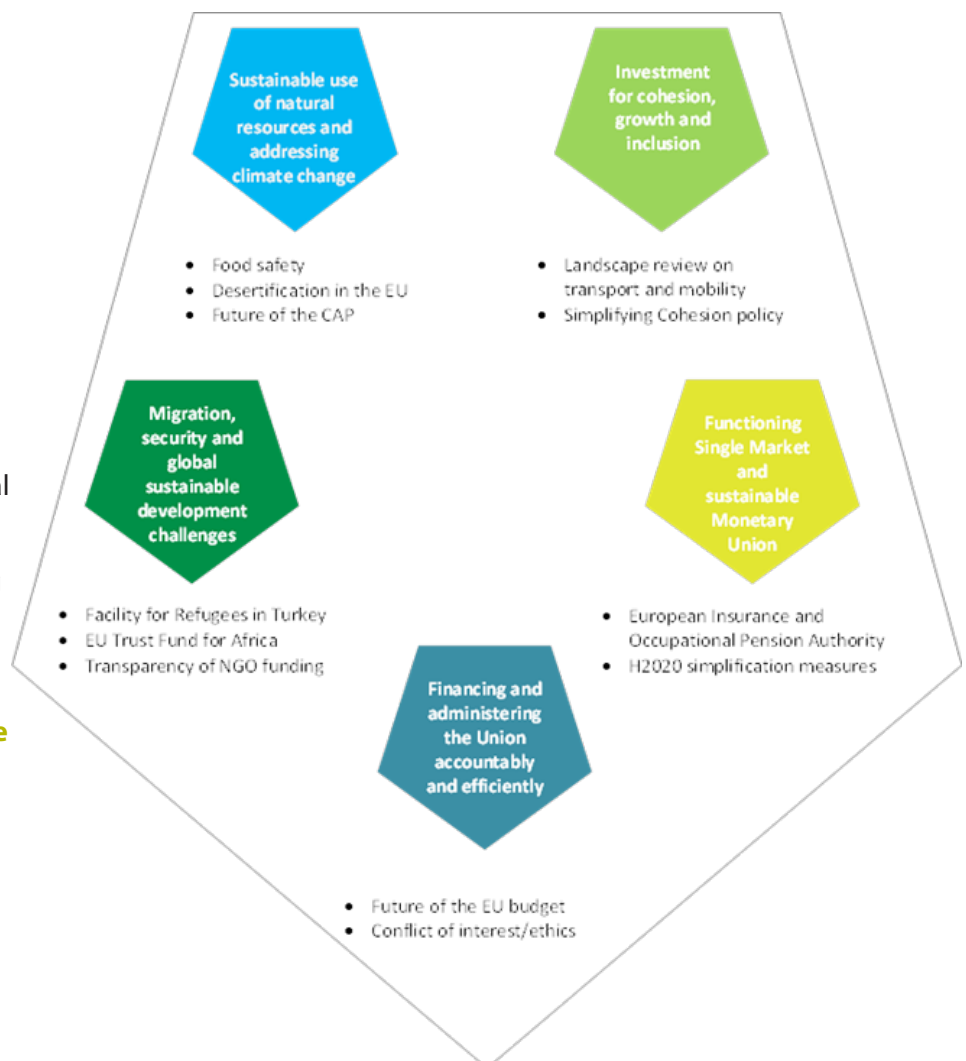 Sustainable use
of natural
resources and
addressing
climate change
Investment
for cohesion,
growth and
inclusion
• Food safety
• Desertification in the EU
• Future of the CAP
• Landscape review on
transport and mobility
• Simplifying Cohesion policy
Migration,
security and
global
sustainable
development
challenges
Functioning
Single Market
and
sustainable
Monetary
Union
• Facility for Refugees in Turkey
• EU Trust Fund for Africa
• Transparency of NGO funding
• European Insurance and
Occupational Pension Authority
• H2020 simplification measures
Financing and
administering
the Union
accountably
and efficiently
• Future of the EU budget
• Conflict of interest/ethics